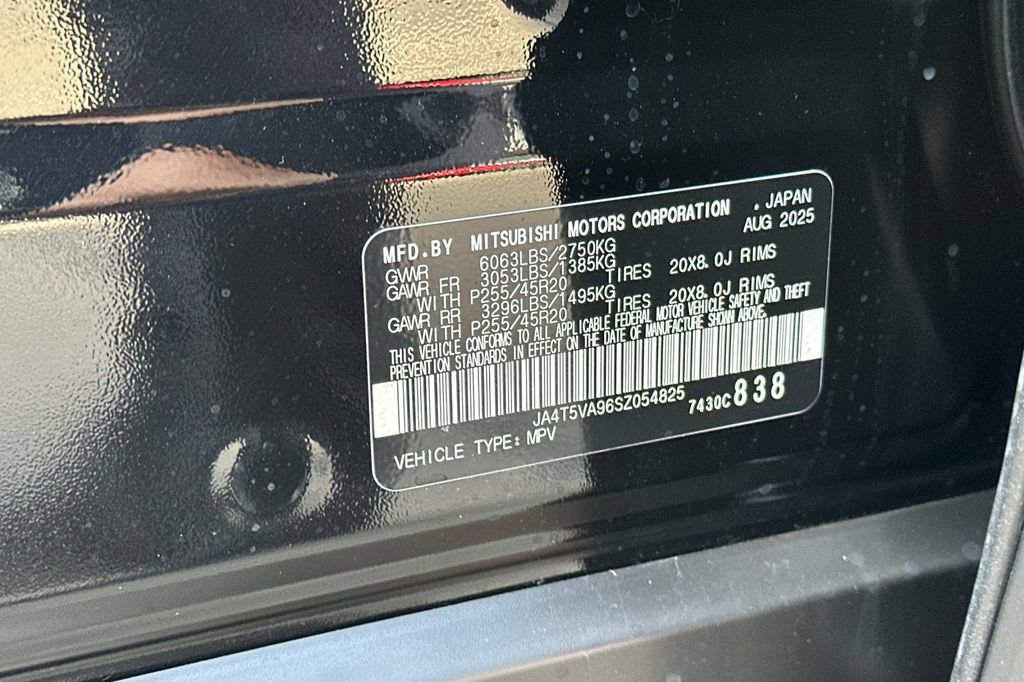 MFD.BY MITSUBISHI MOTORS CORPORATION . JAPAN
AUG 2025
GWWR 6063LBS/2750KG
GAWR FR 3053LBS/1385KG
WITH P255/45R20 TIRES 20X8.0J RIMS
GAWR RR 3296LBS/1495KG
WITH P255/45R20 TIRES 20X8.0J RIMS
THIS VEHICLE CONFORMS TO ALL APPLICABLE FEDERAL MOTOR VEHICLE SAFETY AND THEFT
PREVENTION STANDARDS IN EFFECT ON THE DATE OF MANUFACTURE SHOWN ABOVE.
JA4T5VA96SZ054825 7430C838
VEHICLE TYPE: MPV